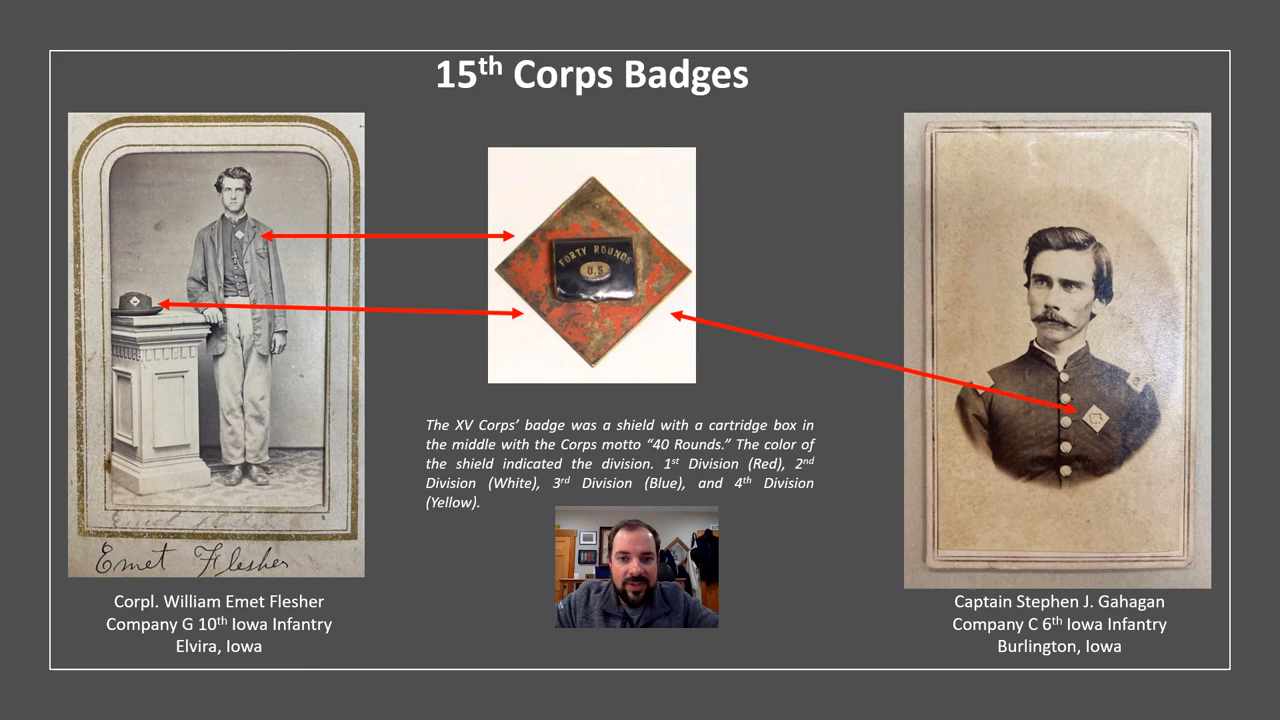 15th Corps Badges
FORTY ROUNDS
U.S
The XV Corps' badge was a shield with a cartridge box in
the middle with the Corps motto "40 Rounds." The color of
the shield indicated the division. 1st Division (Red), 2nd
Division (White), 3rd Division (Blue), and 4th Division
(Yellow).
Emet Flesher
Corpl. William Emet Flesher
Company G 10th Iowa Infantry
Elvira, Iowa
Captain Stephen J. Gahagan
Company C 6th Iowa Infantry
Burlington, Iowa